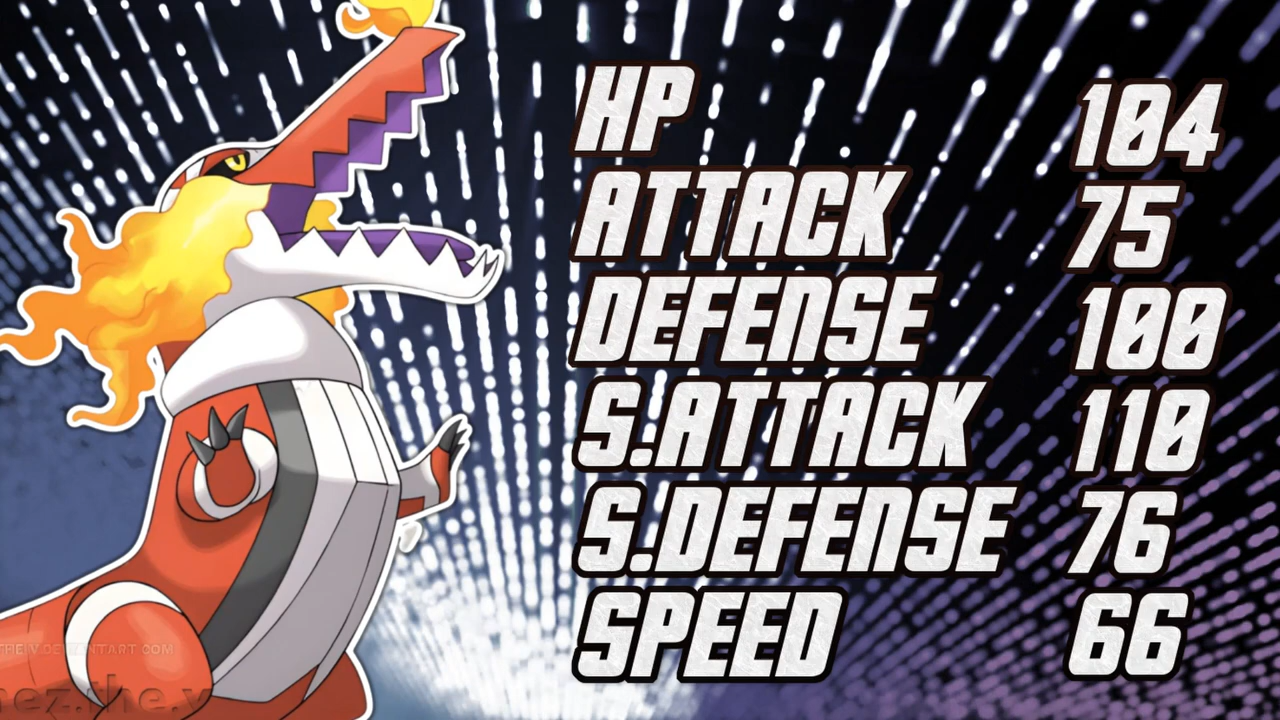 HP 104
ATTACK 75
DEFENSE 100
S.ATTACK 110
S.DEFENSE 76
SPEED 66